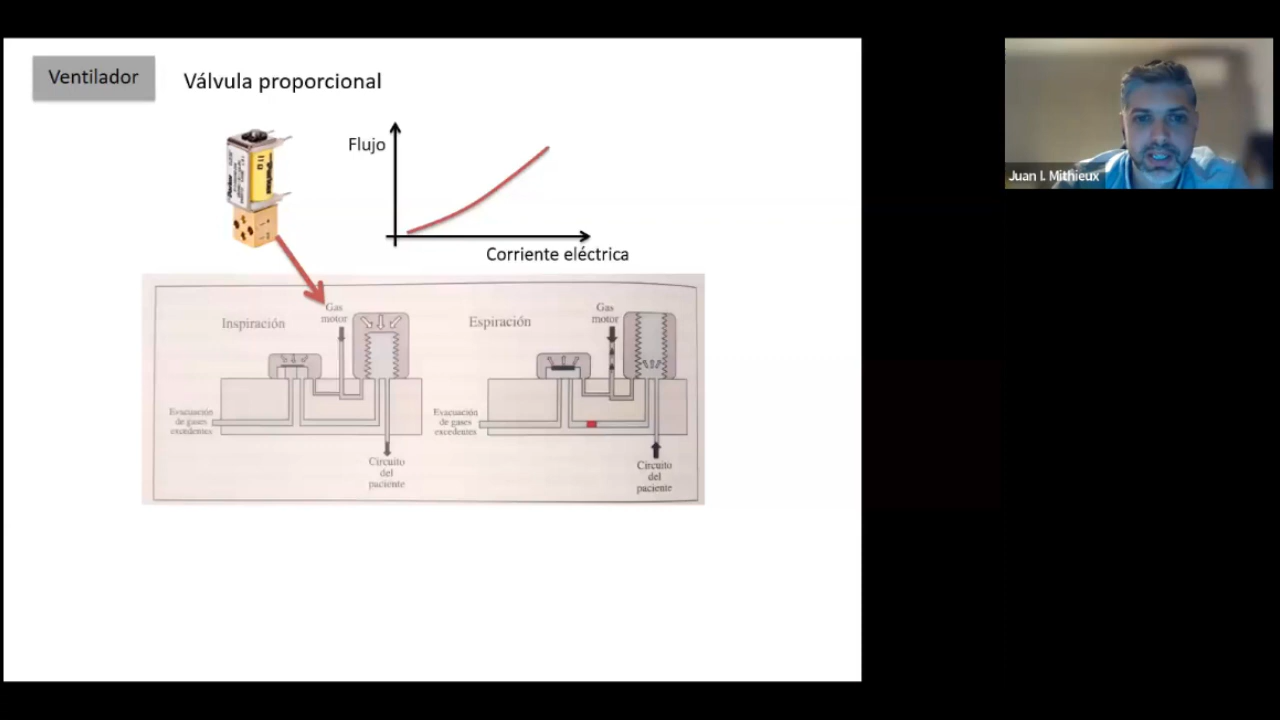 Ventilador
Válvula proporcional
Flujo
Corriente eléctrica
Juan I. Mithieux
Inspiración
Gas
motor
Espiración
Gas
motor
Evacuación
de gases
excedentes
Circuito
del
paciente
Evacuación
de gases
excedentes
Circuito
del
paciente